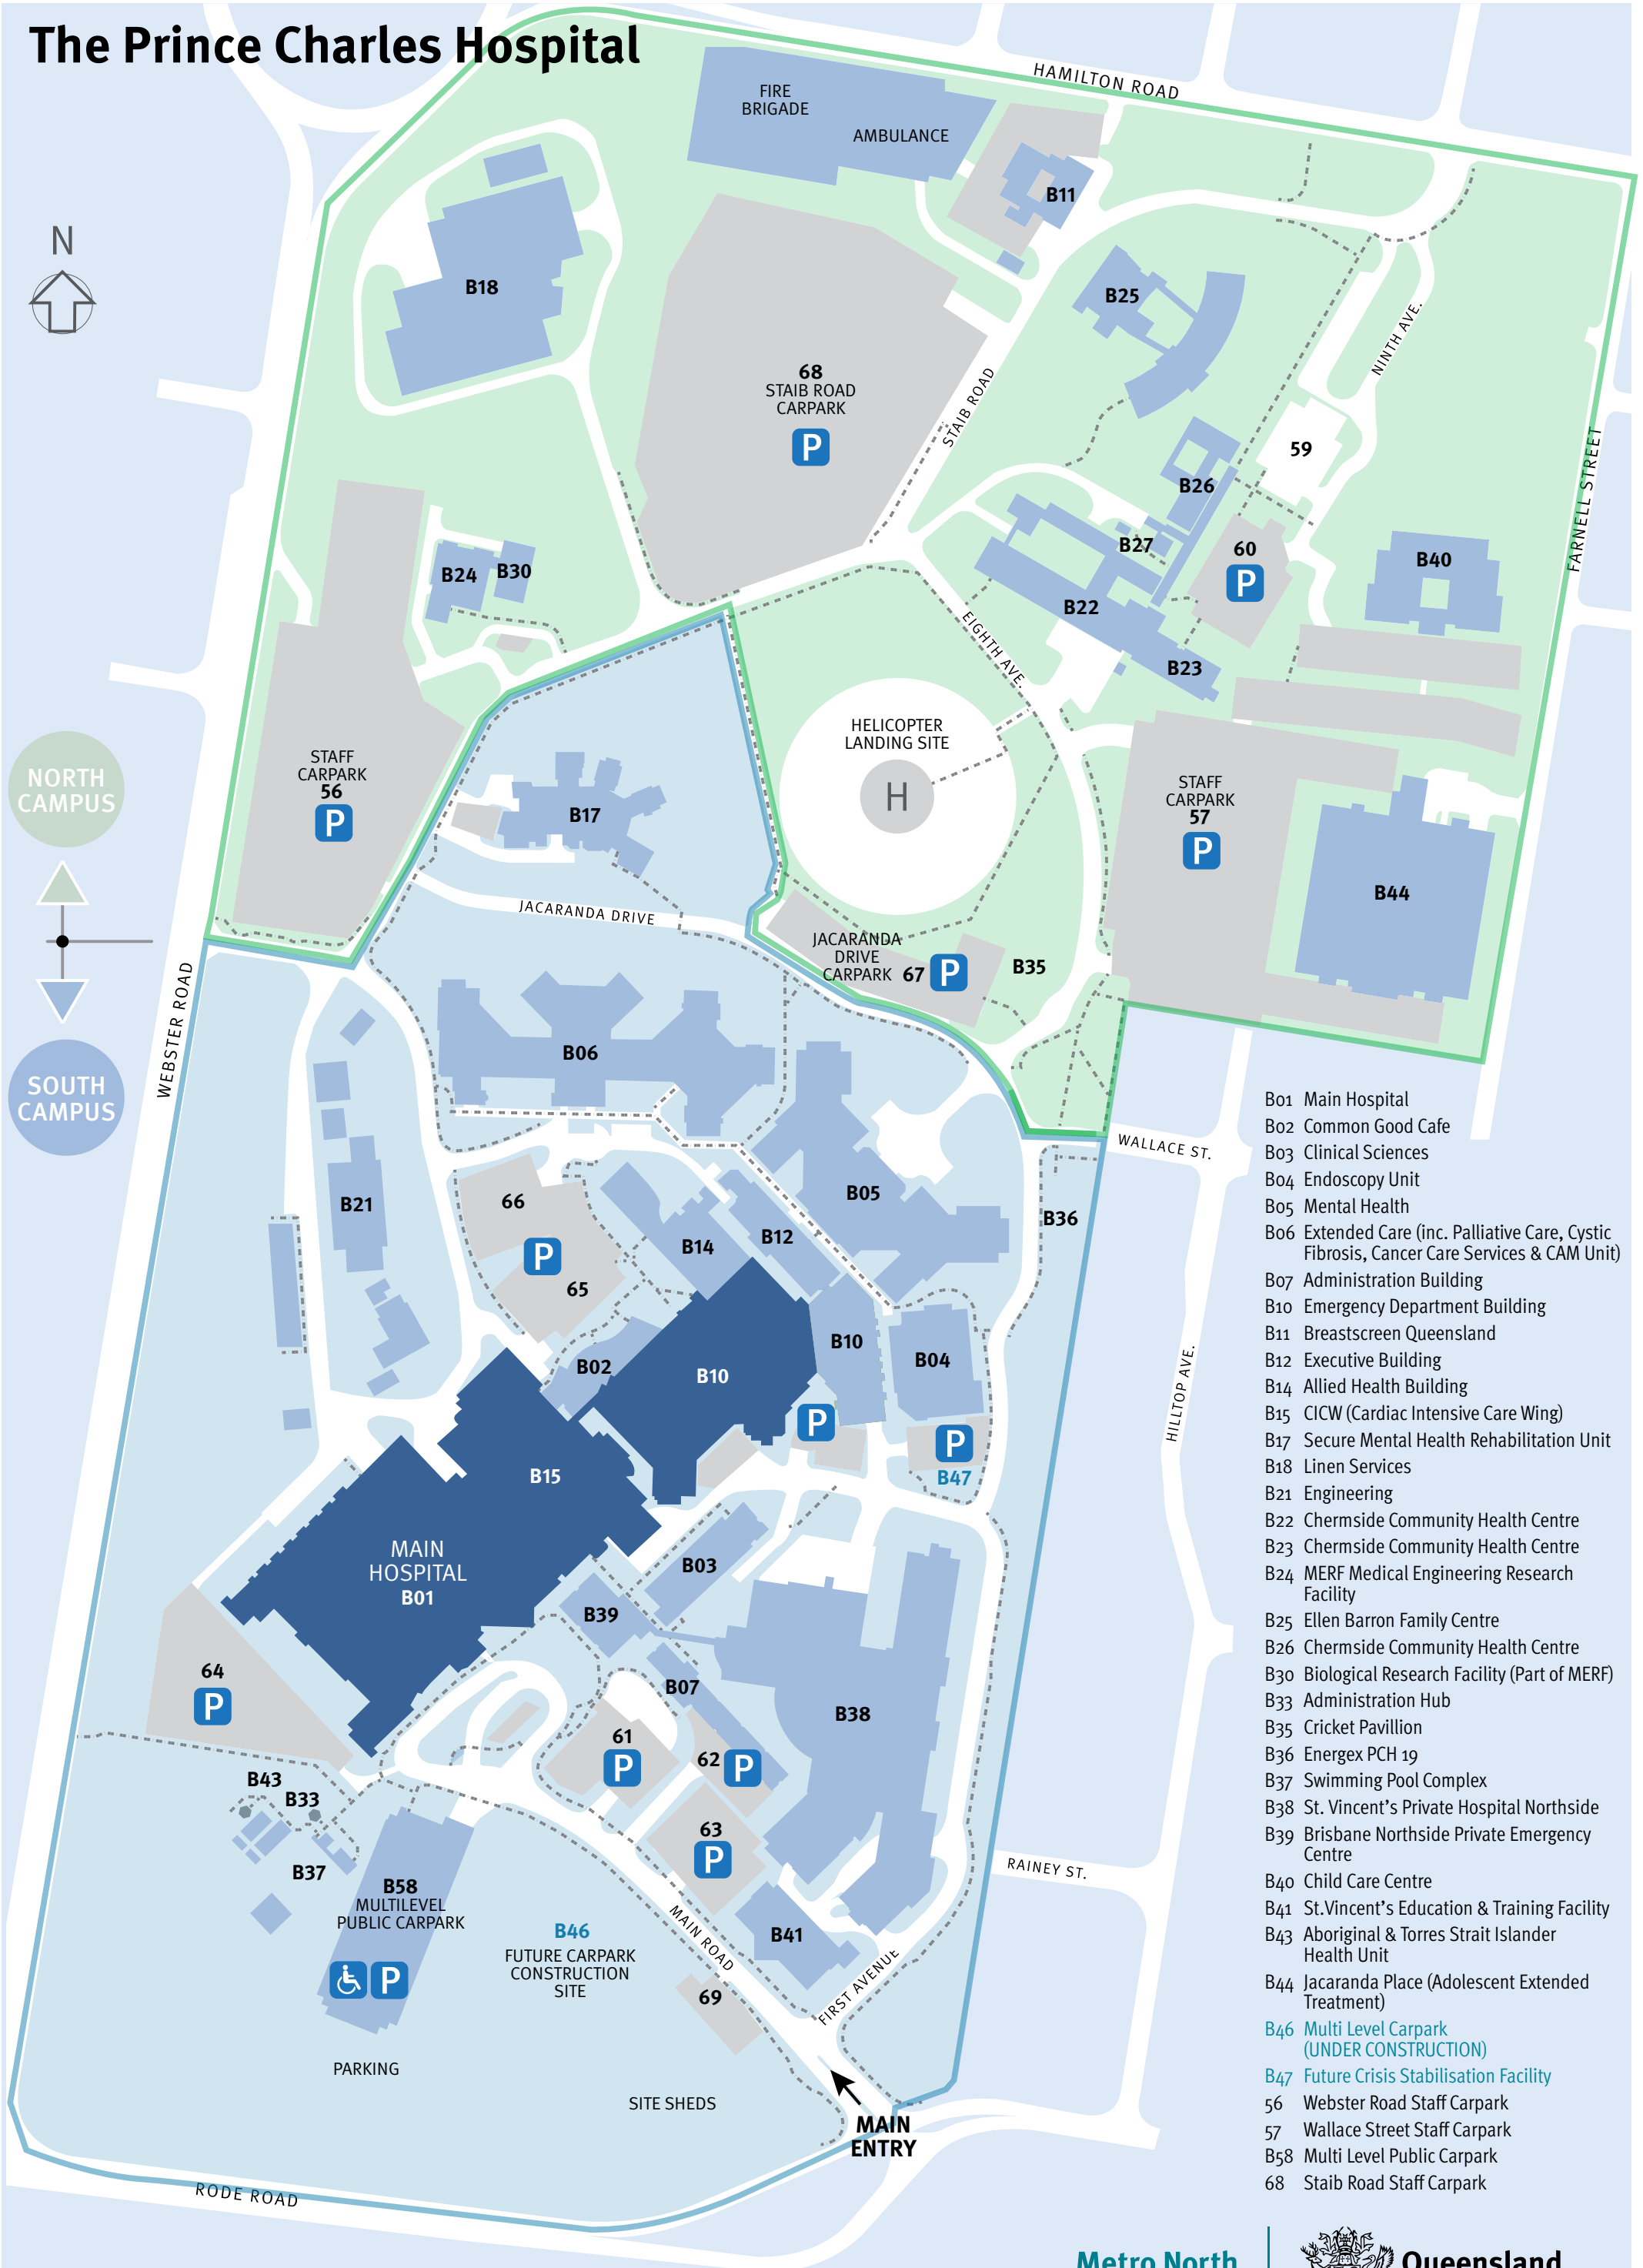 The Prince Charles Hospital
HAMILTON ROAD
FIRE
BRIGADE
AMBULANCE
B11
N
B18
B25
NINTH AVE.
68
STAIB ROAD
CARPARK
P
STAIB ROAD
59
FARNELL STREET
B26
B27
60
P
B40
B24
B30
B22
EIGHTH AVE.
B23
HELICOPTER
LANDING SITE
H
NORTH
CAMPUS
STAFF
CARPARK
56
P
B17
STAFF
CARPARK
57
P
B44
JACARANDA DRIVE
JACARANDA
DRIVE
CARPARK 67
P
B35
WEBSTER ROAD
SOUTH
CAMPUS
B06
WALLACE ST.
B21
66
P
65
B05
B36
B14
B12
B02
B10
B10
B04
P
P
B47
HILLTOP AVE.
B15
MAIN
HOSPITAL
B01
B03
B39
64
P
B07
B38
61
P
62
P
B43
B33
63
P
RAINEY ST.
B37
B58
MULTILEVEL
PUBLIC CARPARK
P
B46
FUTURE CARPARK
CONSTRUCTION
SITE
MAIN ROAD
B41
FIRST AVENUE
69
PARKING
SITE SHEDS
MAIN
ENTRY
RODE ROAD
B01 Main Hospital
B02 Common Good Cafe
B03 Clinical Sciences
B04 Endoscopy Unit
B05 Mental Health
B06 Extended Care (inc. Palliative Care, Cystic
Fibrosis, Cancer Care Services & CAM Unit)
B07 Administration Building
B10 Emergency Department Building
B11 Breastscreen Queensland
B12 Executive Building
B14 Allied Health Building
B15 CICW (Cardiac Intensive Care Wing)
B17 Secure Mental Health Rehabilitation Unit
B18 Linen Services
B21 Engineering
B22 Chermside Community Health Centre
B23 Chermside Community Health Centre
B24 MERF Medical Engineering Research
Facility
B25 Ellen Barron Family Centre
B26 Chermside Community Health Centre
B30 Biological Research Facility (Part of MERF)
B33 Administration Hub
B35 Cricket Pavillion
B36 Energex PCH 19
B37 Swimming Pool Complex
B38 St. Vincent's Private Hospital Northside
B39 Brisbane Northside Private Emergency
Centre
B40 Child Care Centre
B41 St.Vincent's Education & Training Facility
B43 Aboriginal & Torres Strait Islander
Health Unit
B44 Jacaranda Place (Adolescent Extended
Treatment)
B46 Multi Level Carpark
(UNDER CONSTRUCTION)
B47 Future Crisis Stabilisation Facility
56 Webster Road Staff Carpark
57 Wallace Street Staff Carpark
B58 Multi Level Public Carpark
68 Staib Road Staff Carpark
Metro North
Queensland